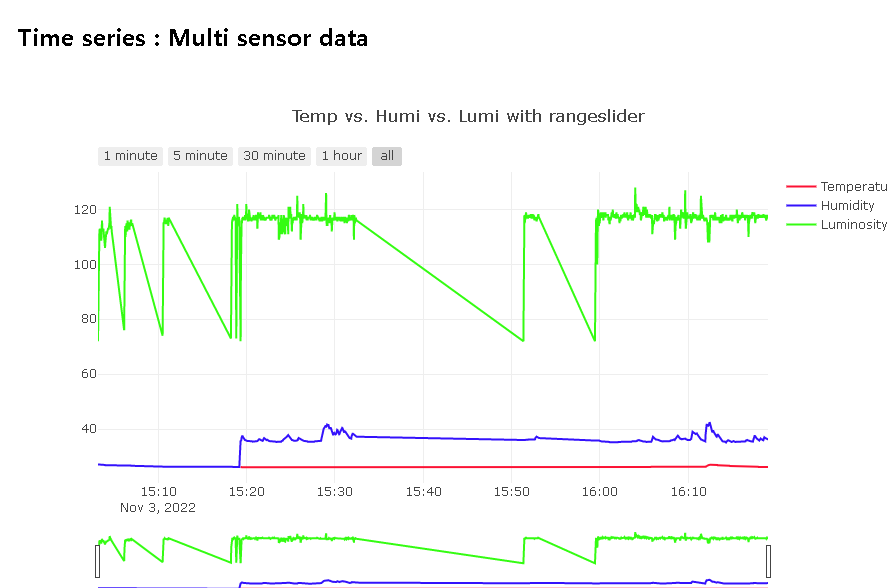 Time series : Multi sensor data
Temp vs. Humi vs. Lumi with rangeslider
1 minute 5 minute 30 minute 1 hour all
Temperatu
Humidity
Luminosity
120
100
80
60
40
15:10 15:20 15:30 15:40 15:50 16:00 16:10
Nov 3, 2022